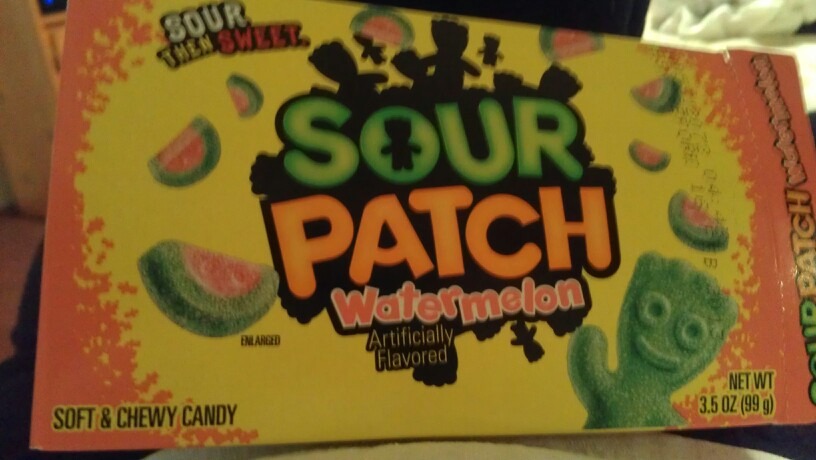 SOUR
THEN SWEET.
SOUR
PATCH
Watermelon
Artificially
Flavored
ENLARGED
SOFT & CHEWY CANDY
NET WT
3.5 OZ (99 g)
SOUR PATCH Watermelon